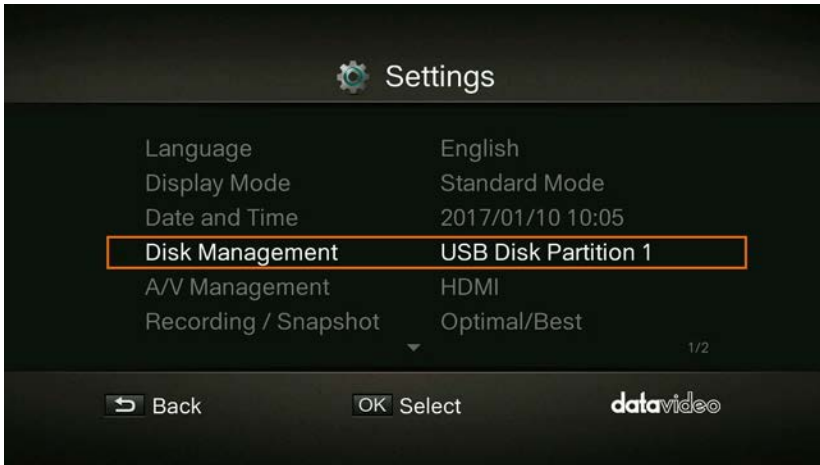 Settings
Language English
Display Mode Standard Mode
Date and Time 2017/01/10 10:05
Disk Management USB Disk Partition 1
A/V Management HDMI
Recording / Snapshot Optimal/Best
1/2
Back OK Select datavideo